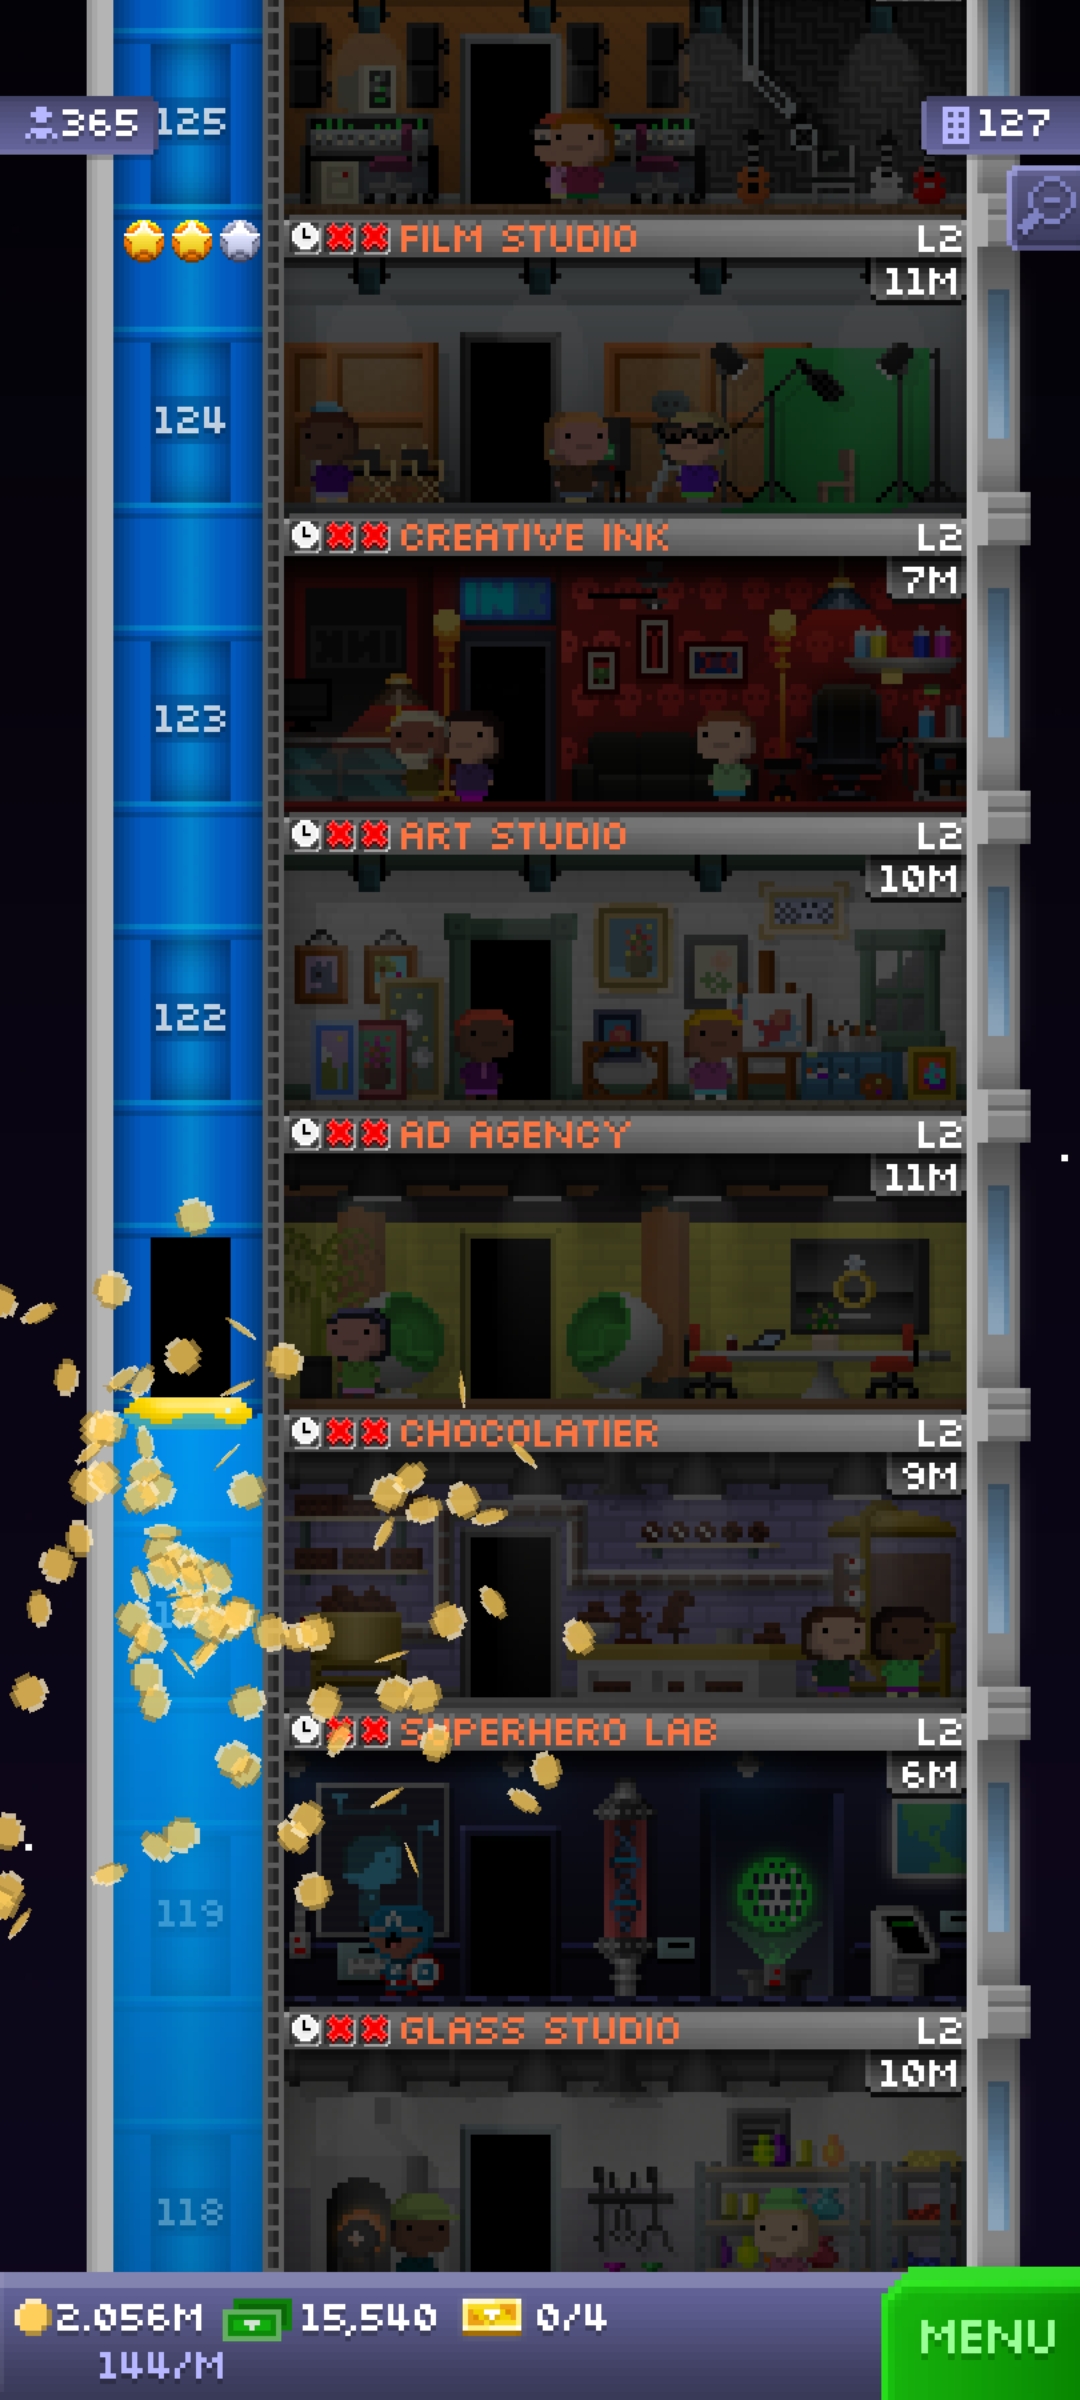 365
125
127
FILM STUDIO L2
11M
124
CREATIVE INK L2
7M
INK
123
ART STUDIO L2
10M
122
AD AGENCY L2
11M
CHOCOLATIER L2
9M
SUPERHERO LAB L2
6M
119
GLASS STUDIO L2
10M
118
2.056M 15,540 0/4
144/M
MENU